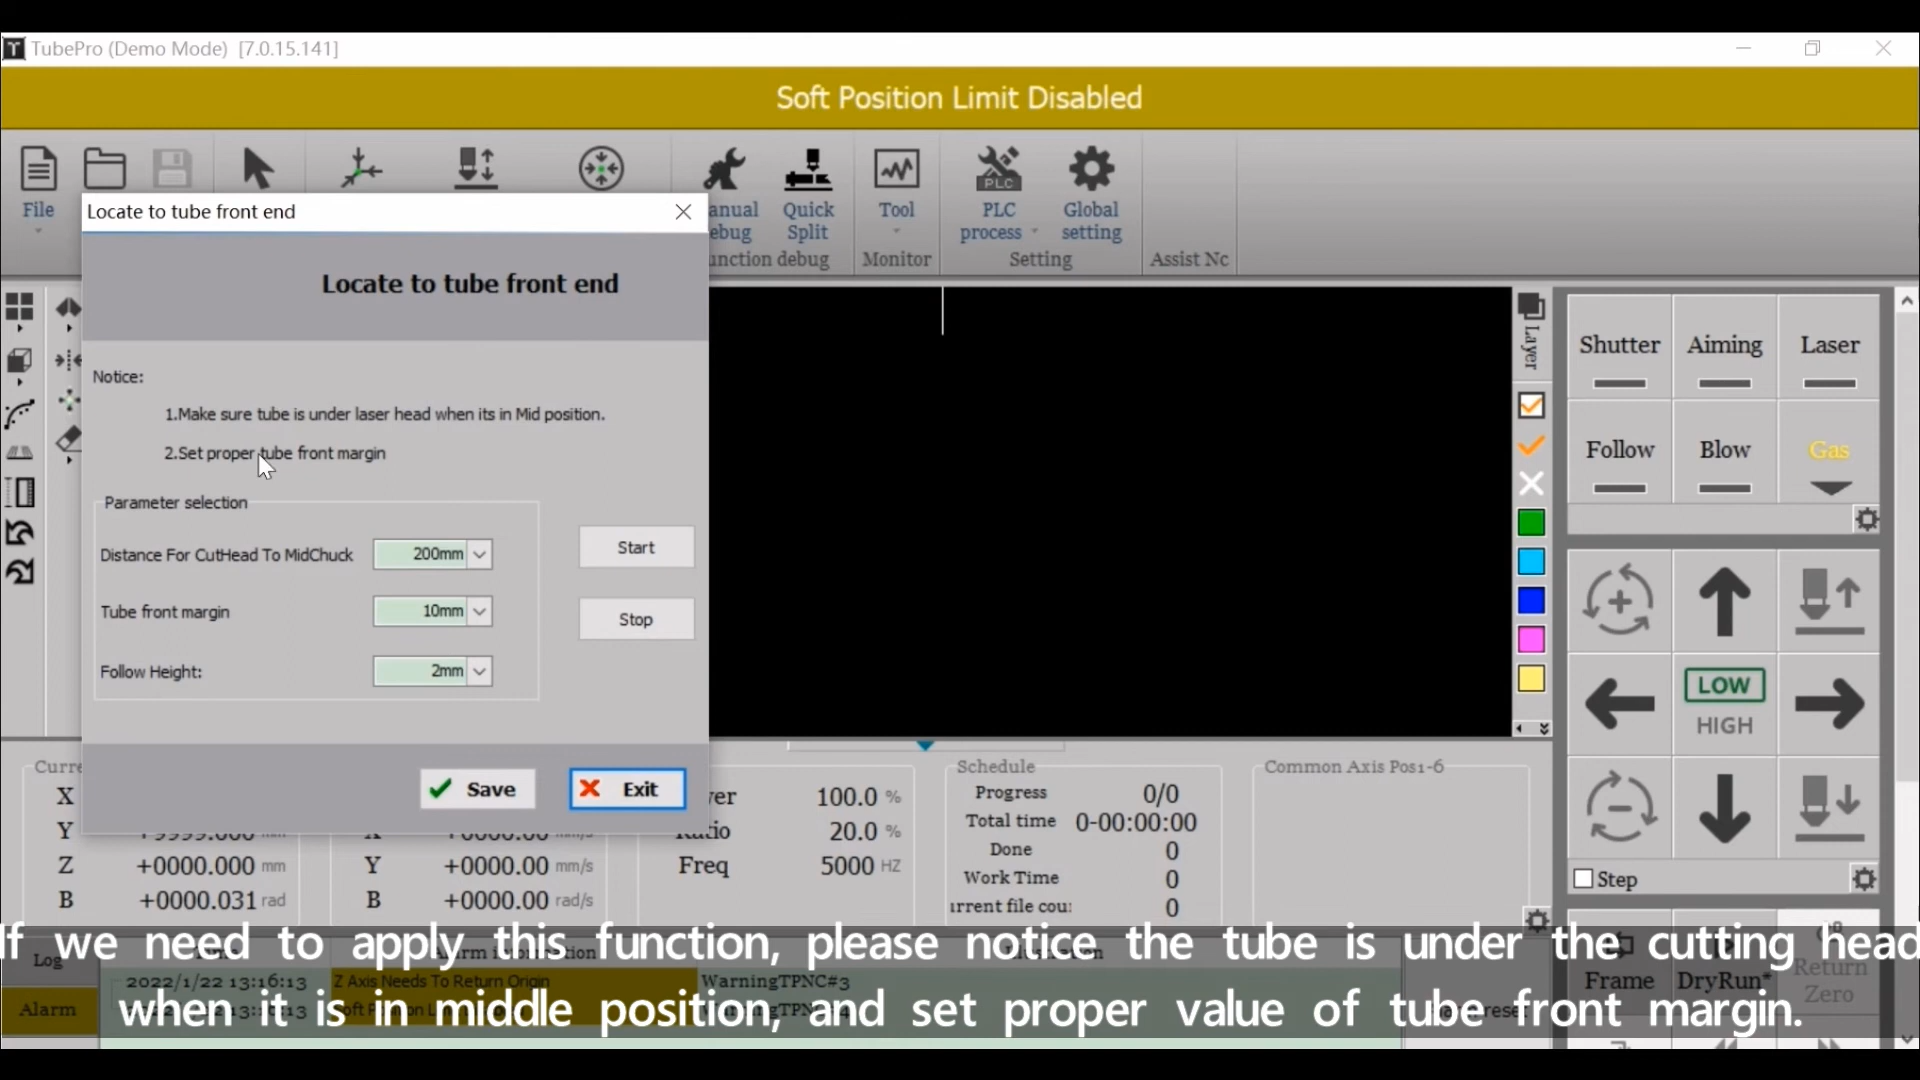 TubePro (Demo Mode) [7.0.15.141]
Soft Position Limit Disabled
File
Quick
Split
Tool
PLC
PLC
process
Global
setting
Monitor
Setting
Assist Nc
Locate to tube front end
Locate to tube front end
Notice:
1.Make sure tube is under laser head when its in Mid position.
2.Set proper tube front margin
Parameter selection
Distance For CutHead To MidChuck 200mm
Tube front margin 10mm
Follow Height: 2mm
Start
Stop
Save
Exit
Layer
Shutter Aiming Laser
Follow Blow Gas
LOW
HIGH
Step
Frame DryRun* Return
Zero
X
Y
Z +0000.000 mm
B +0000.031 rad
Y +0000.00 mm/s
B +0000.00 rad/s
100.0 %
20.0 %
Freq 5000 HZ
Schedule
Progress 0/0
Total time 0-00:00:00
Done 0
Work Time 0
0
Common Axis Pos1-6
Log
Alarm
2022/1/22 13:16:13 Z Axis Needs To Return Origin WarningTPNC#3
If we need to apply this function, please notice the tube is under the cutting head
when it is in middle position, and set proper value of tube front margin.